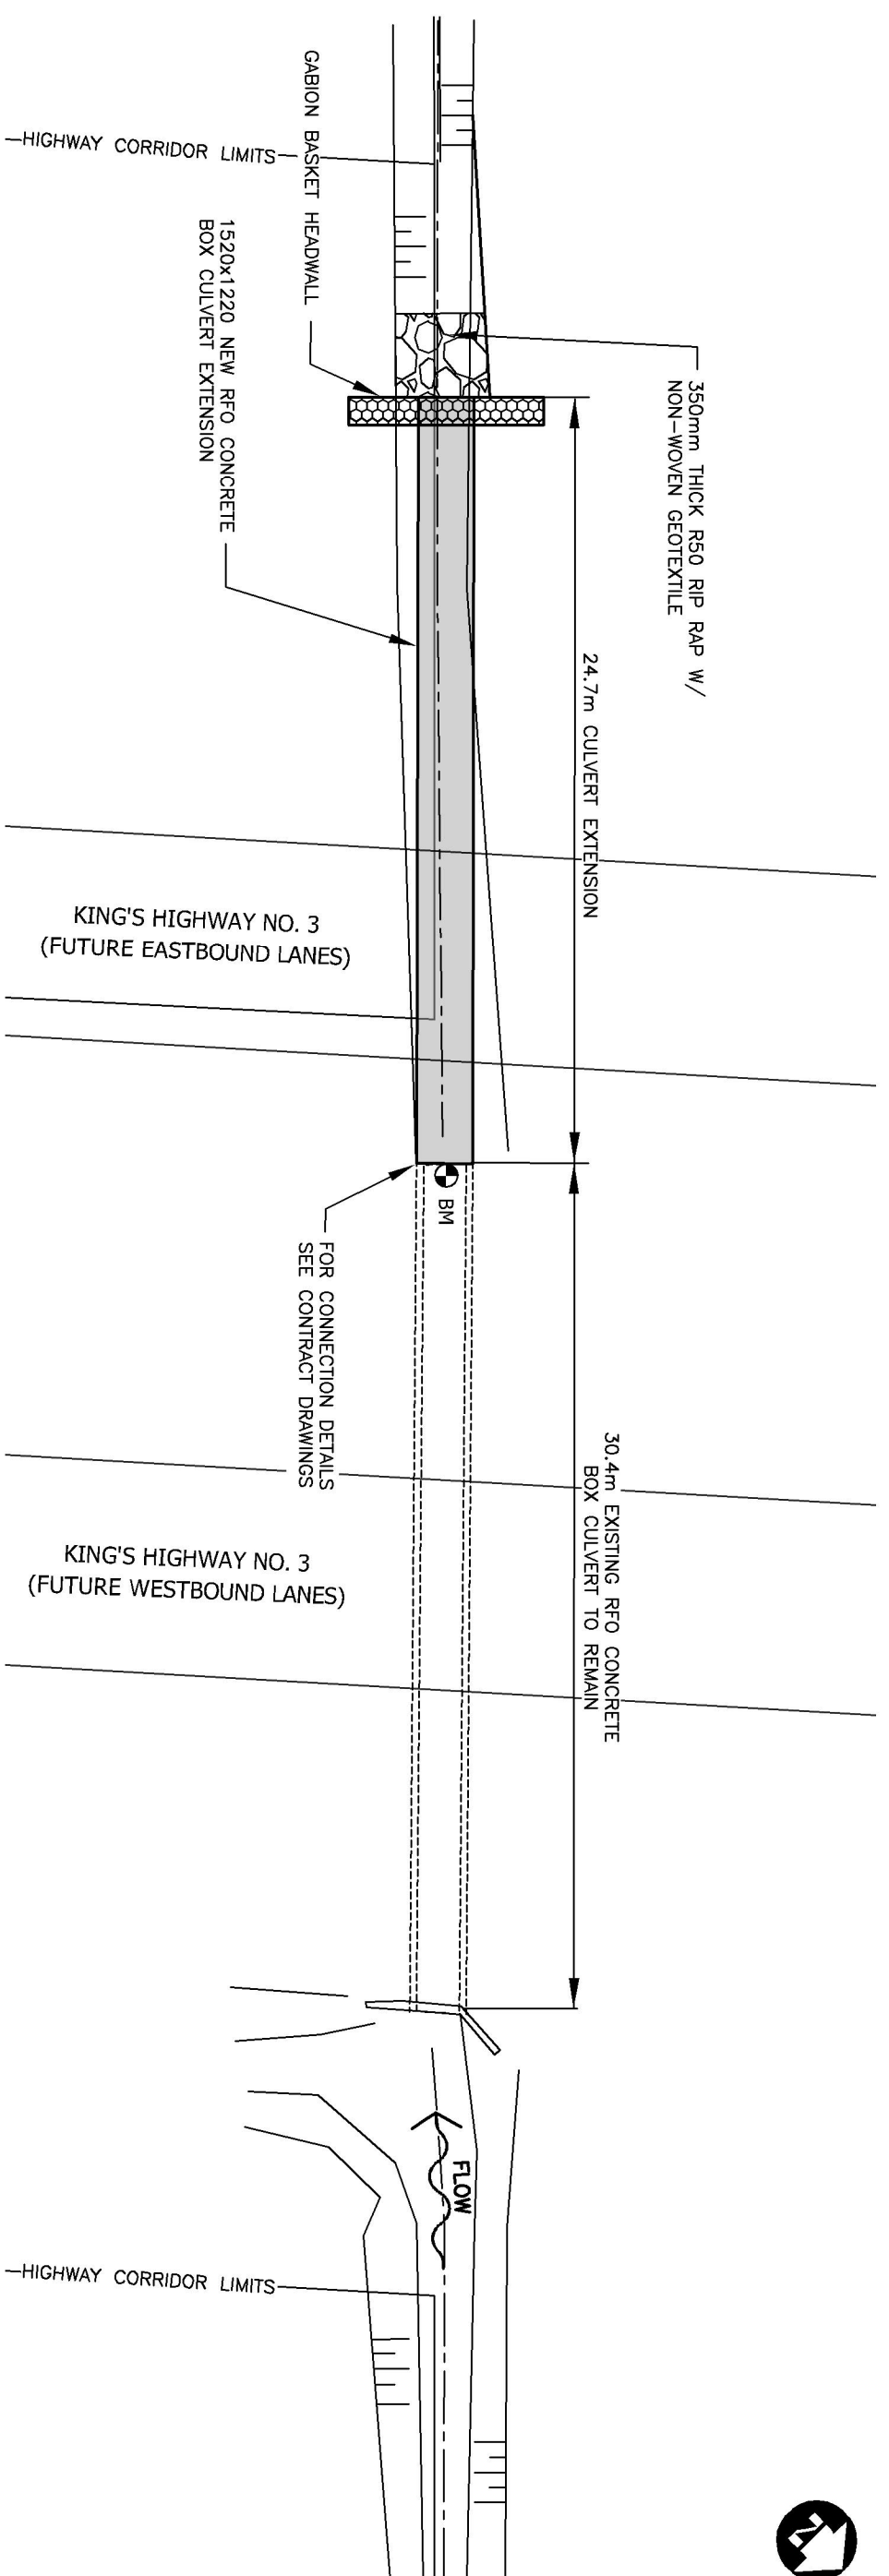 GABION BASKET HEADWALL
HIGHWAY CORRIDOR LIMITS
1520x1220 NEW RFO CONCRETE
BOX CULVERT EXTENSION
350mm THICK R50 RIP RAP W/
NON-WOVEN GEOTEXTILE
24.7m CULVERT EXTENSION
KING'S HIGHWAY NO. 3
(FUTURE EASTBOUND LANES)
BM
FOR CONNECTION DETAILS
SEE CONTRACT DRAWINGS
30.4m EXISTING RFO CONCRETE
BOX CULVERT TO REMAIN
KING'S HIGHWAY NO. 3
(FUTURE WESTBOUND LANES)
FLOW
HIGHWAY CORRIDOR LIMITS
N